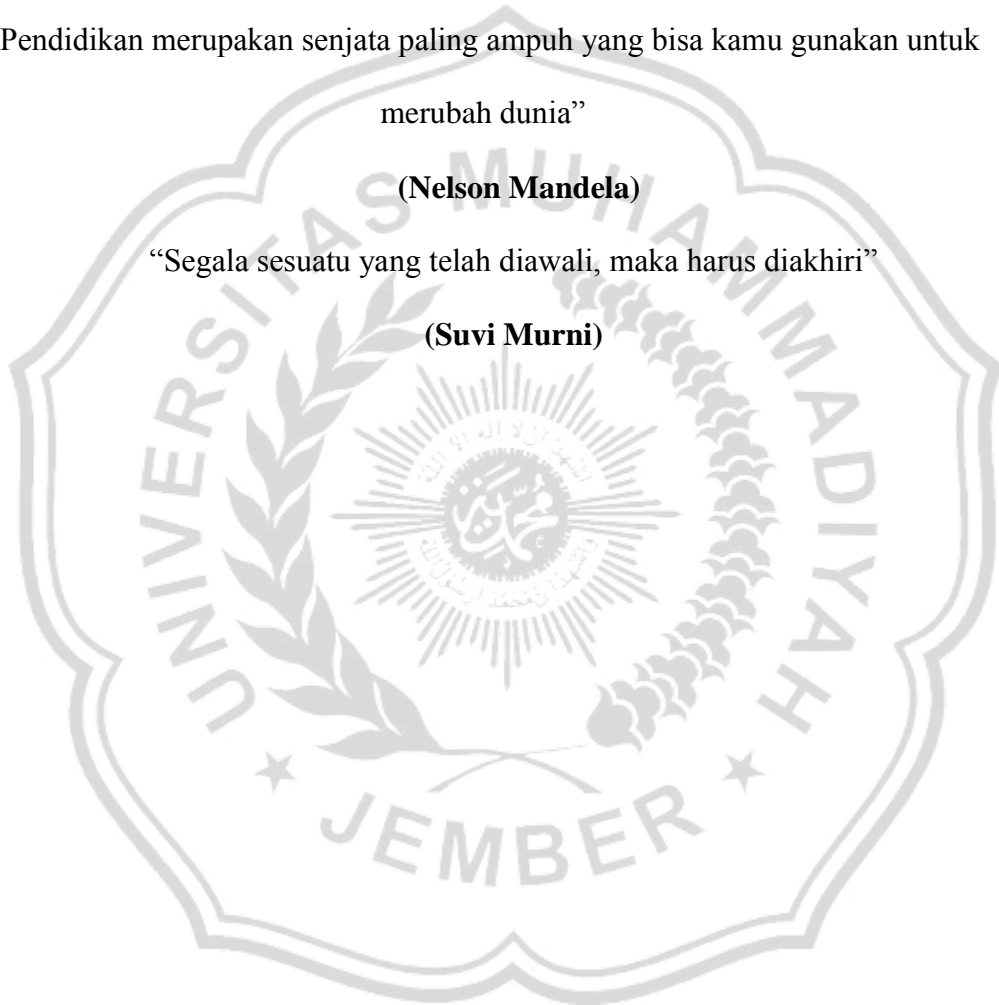 Pendidikan merupakan senjata paling ampuh yang bisa kamu gunakan untuk
merubah dunia”
(Nelson Mandela)
“Segala sesuatu yang telah diawali, maka harus diakhiri”
(Suvi Murni)
UNIVERSITAS MUHAMMADIYAH
JEMBER